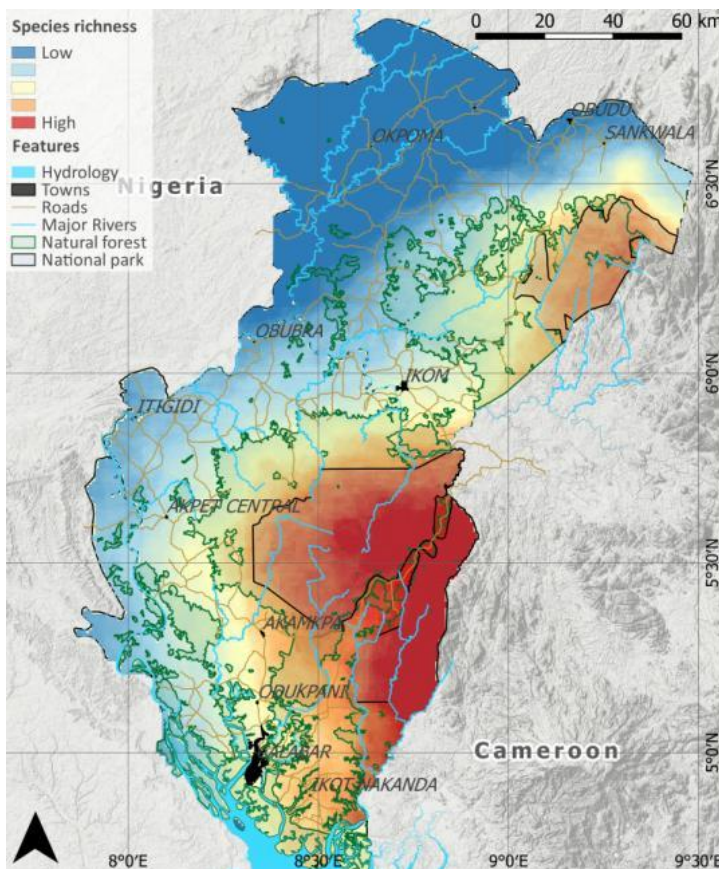 Species richness
Low
High
Features
Hydrology
Towns
Roads
Major Rivers
Natural forest
National park
0 20 40 60 km
Nigeria
OBUDU
SANKWALA
OKPOMA
6°30'N
OBUBRA
6°0'N
IKOM
ITIGIDI
AKPET CENTRAL
5°30'N
AKAMKPA
ODUKPANI
CALABAR
Cameroon
5°0'N
IKOT NAKANDA
8°0'E 8°30'E 9°0'E 9°30'E